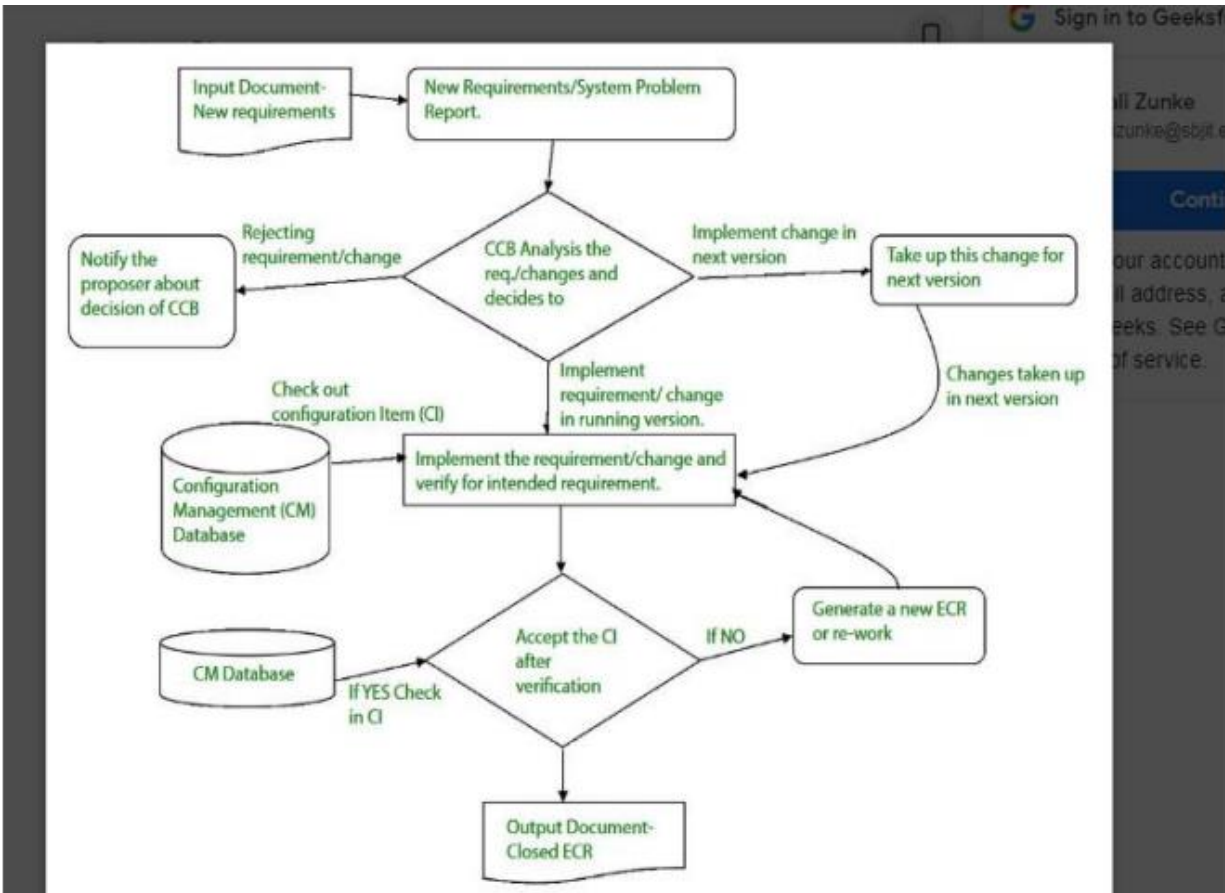 Sign in to Geeksf
Input Document-
New requirements
New Requirements/System Problem
Report.
Notify the
proposer about
decision of CCB
Rejecting
requirement/change
CCB Analysis the
req./changes and
decides to
Implement change in
next version
Take up this change for
next version
Changes taken up
in next version
Implement
requirement/ change
in running version.
Check out
configuration Item (CI)
Configuration
Management (CM)
Database
Implement the requirement/change and
verify for intended requirement.
CM Database
If YES Check
in CI
Accept the CI
after
verification
If NO
Generate a new ECR
or re-work
Output Document-
Closed ECR
Zunke
zunke@sbjit.e
Conti
our account
address,
eeks. See G
of service.